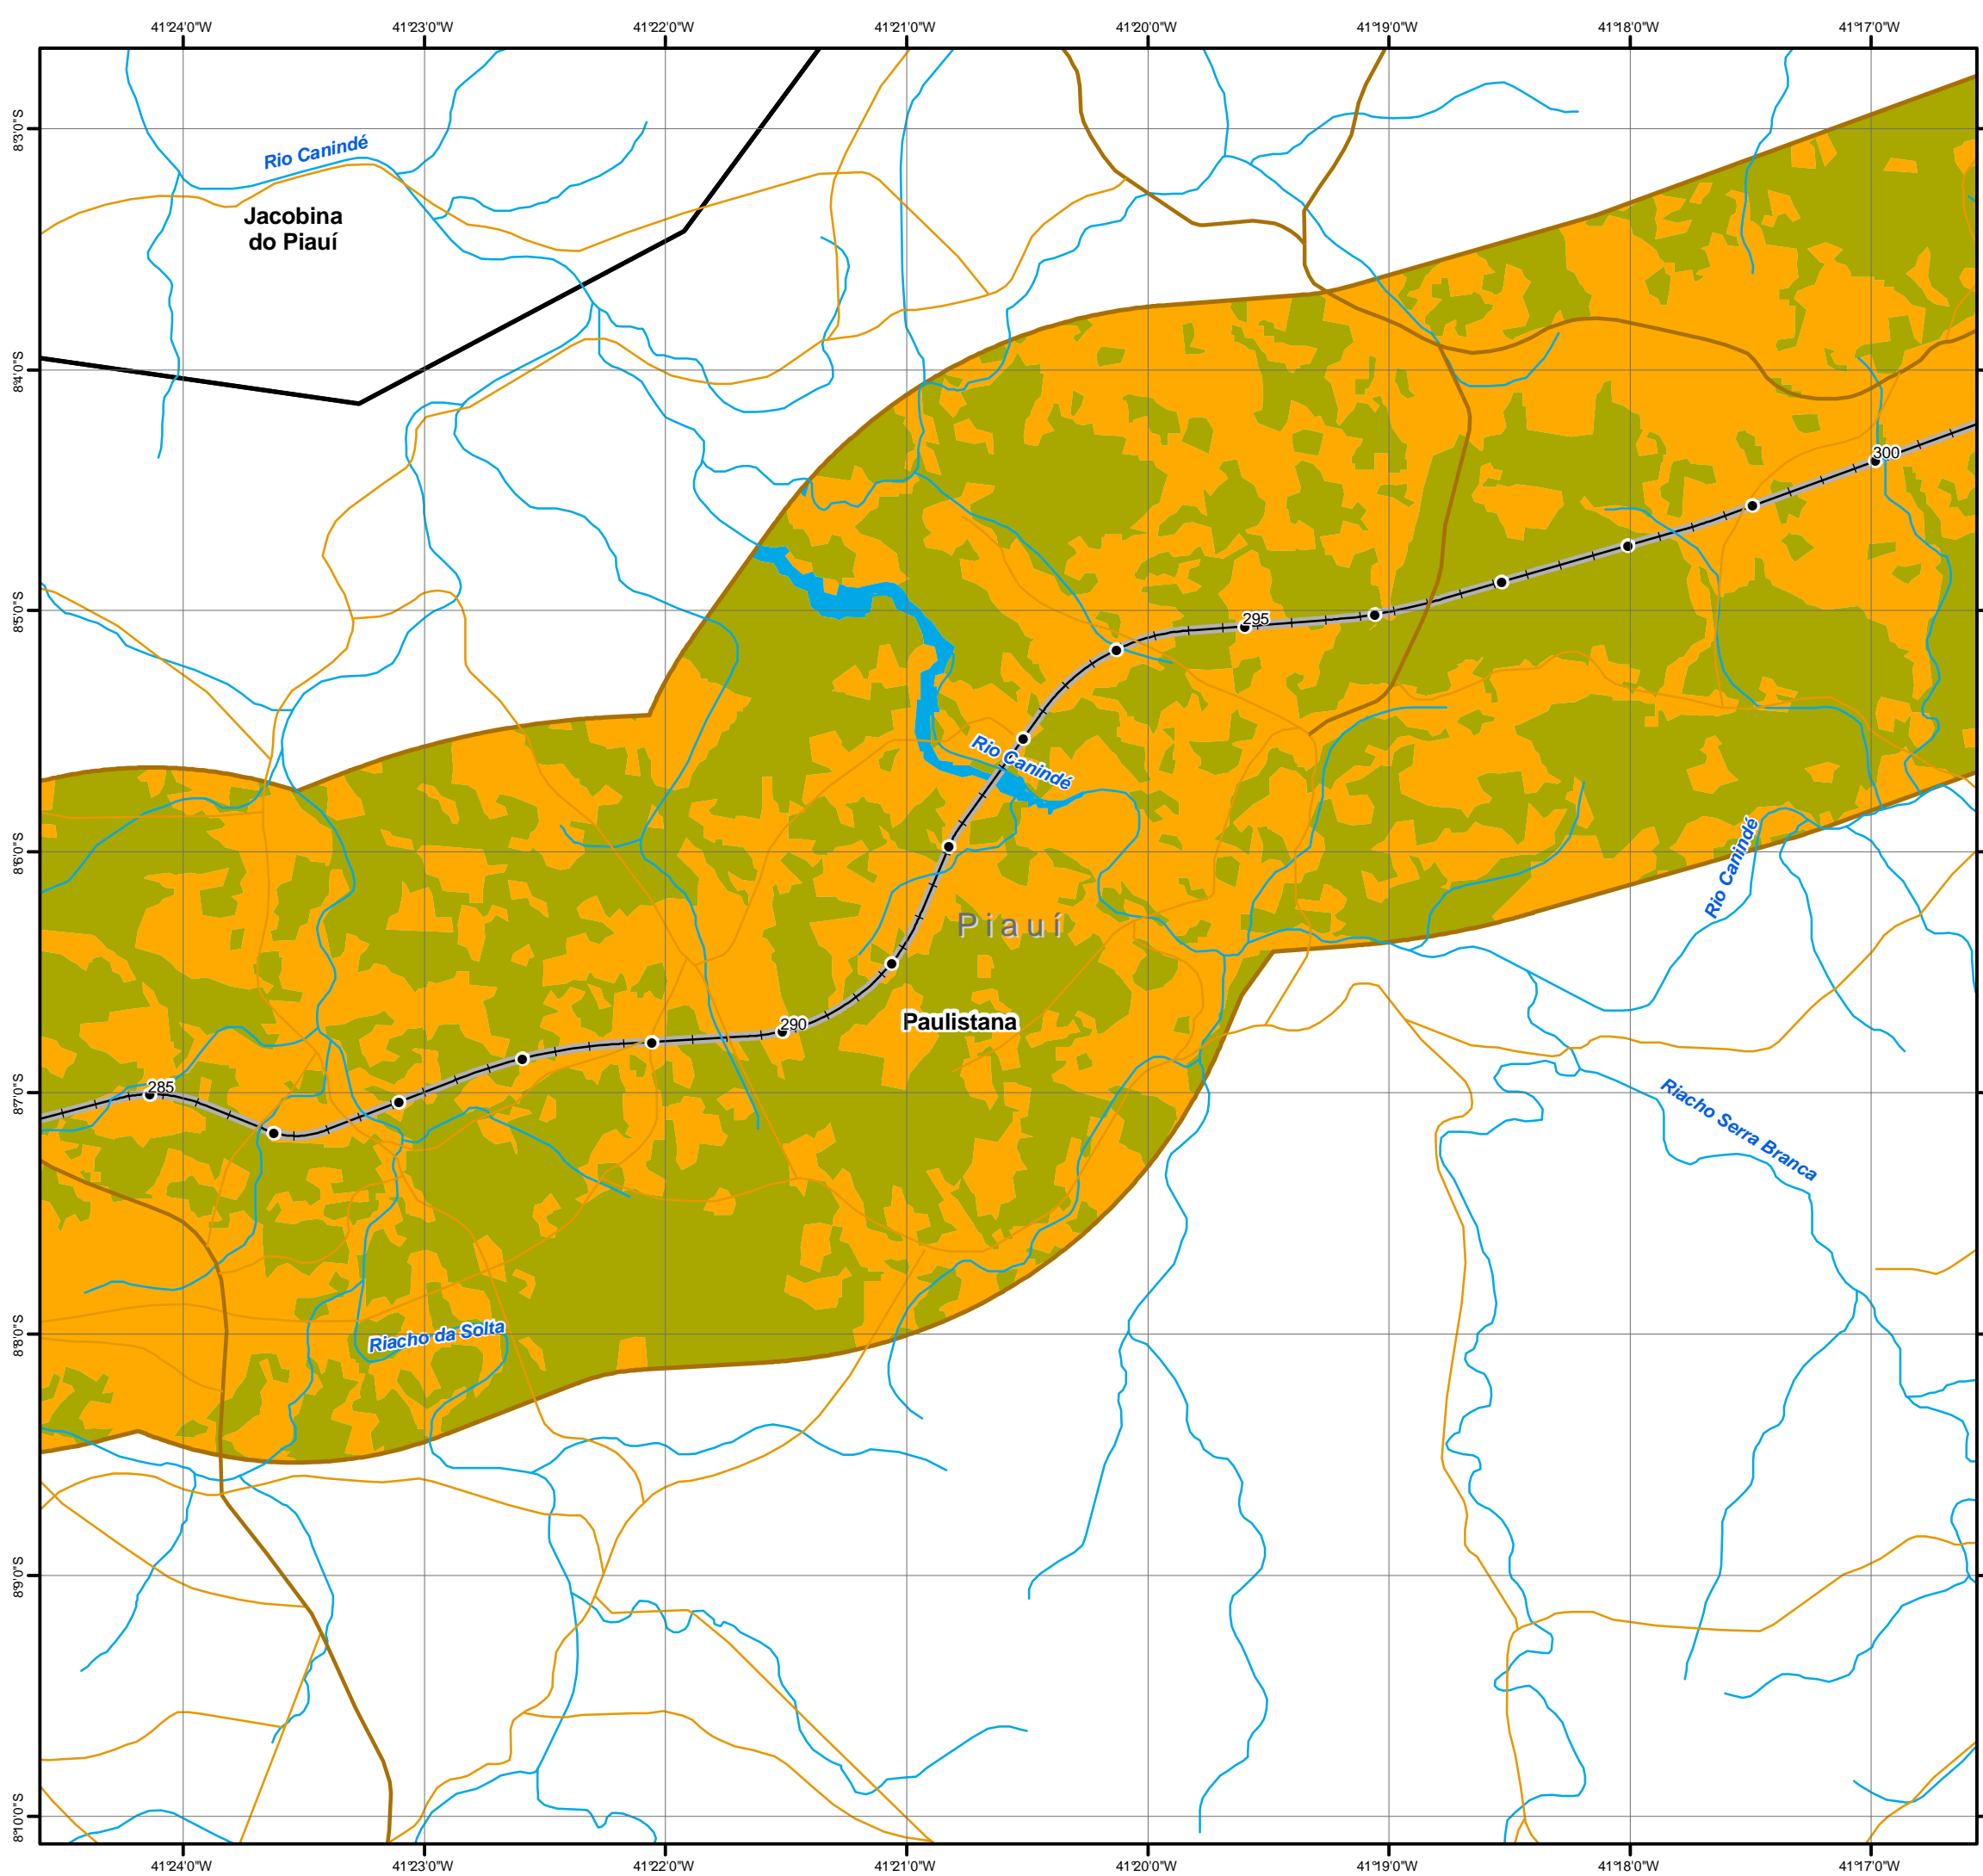 41°24'0"W 41°23'0"W 41°22'0"W 41°21'0"W 41°20'0"W 41°19'0"W 41°18'0"W 41°17'0"W
8°3'0"S
Rio Canindé
Jacobina
do Piauí
8°4'0"S
300
8°5'0"S
295
Rio Canindé
8°6'0"S
Rio Canindé
Piauí
Paulistana
290
8°7'0"S
285
Riacho Serra Branca
8°8'0"S
Riacho da Solta
8°9'0"S
8°10'0"S
41°24'0"W 41°23'0"W 41°22'0"W 41°21'0"W 41°20'0"W 41°19'0"W 41°18'0"W 41°17'0"W